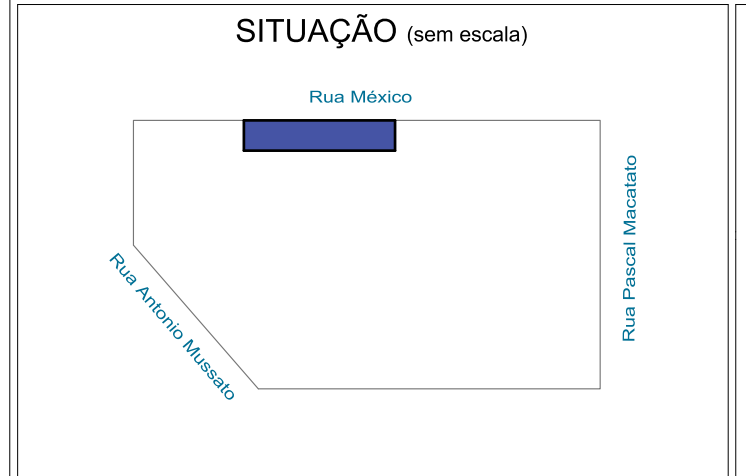 SITUAÇÃO (sem escala)
Rua México
Rua Pascal Macatato
Rua Antonio Mussato